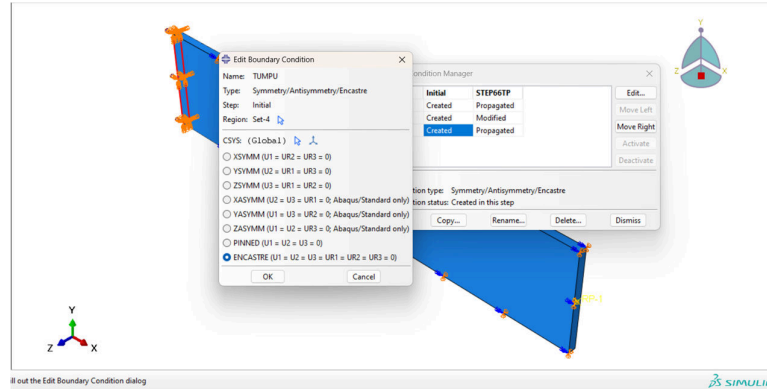 Edit Boundary Condition
Name: TUMPU
Type: Symmetry/Antisymmetry/Encastre
Step: Initial
Region: Set-4
CSYS: (Global)
XSYMM (U1 = UR2 = UR3 = 0)
YSYMM (U2 = UR1 = UR3 = 0)
ZSYMM (U3 = UR1 = UR2 = 0)
XASYMM (U2 = U3 = UR1 = 0; Abaqus/Standard only)
YASYMM (U1 = U3 = UR2 = 0; Abaqus/Standard only)
ZASYMM (U1 = U2 = UR3 = 0; Abaqus/Standard only)
PINNED (U1 = U2 = U3 = 0)
ENCASTRE (U1 = U2 = U3 = UR1 = UR2 = UR3 = 0)
OK Cancel
ondition Manager
Initial STEP66TP
Created Propagated
Created Modified
Created Propagated
Edit...
Move Left
Move Right
Activate
Deactivate
tion type: Symmetry/Antisymmetry/Encastre
tion status: Created in this step
Copy... Rename... Delete... Dismiss
Y
Z X
Y
Z X
ill out the Edit Boundary Condition dialog
SIMULI